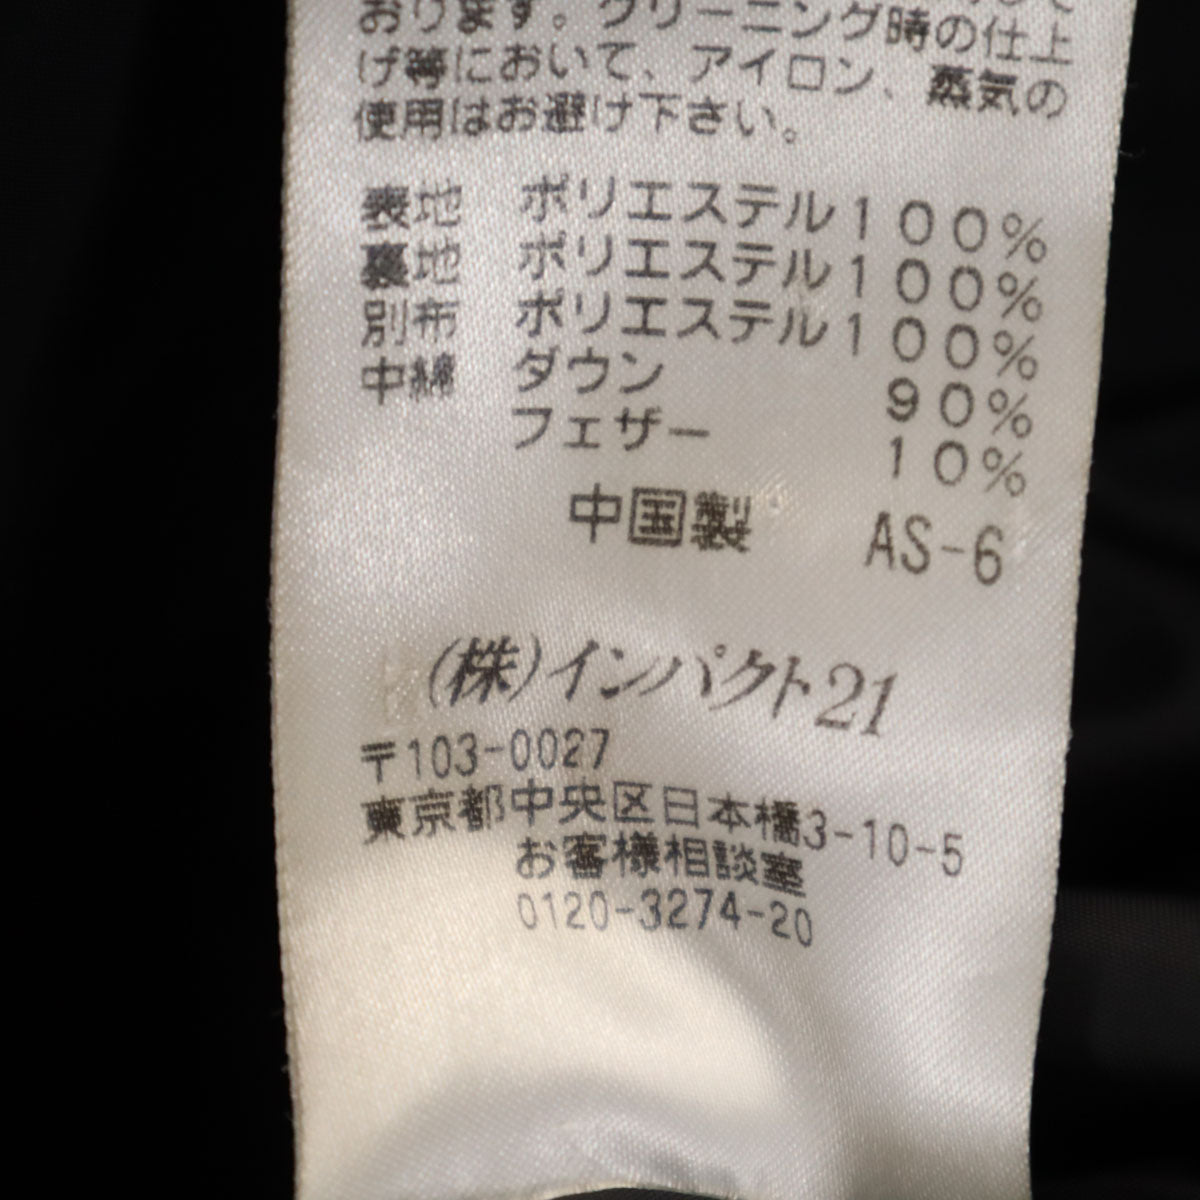 おります。クリーニング時の仕上
げ等において、アイロン、蒸気の
使用はお避け下さい。
表地 ポリエステル100%
裏地 ポリエステル100%
別布 ポリエステル100%
中綿 ダウン 90%
フェザー 10%
中国製 AS-6
(株)インパクト21
〒103-0027
東京都中央区日本橋3-10-5
お客様相談室
0120-3274-20